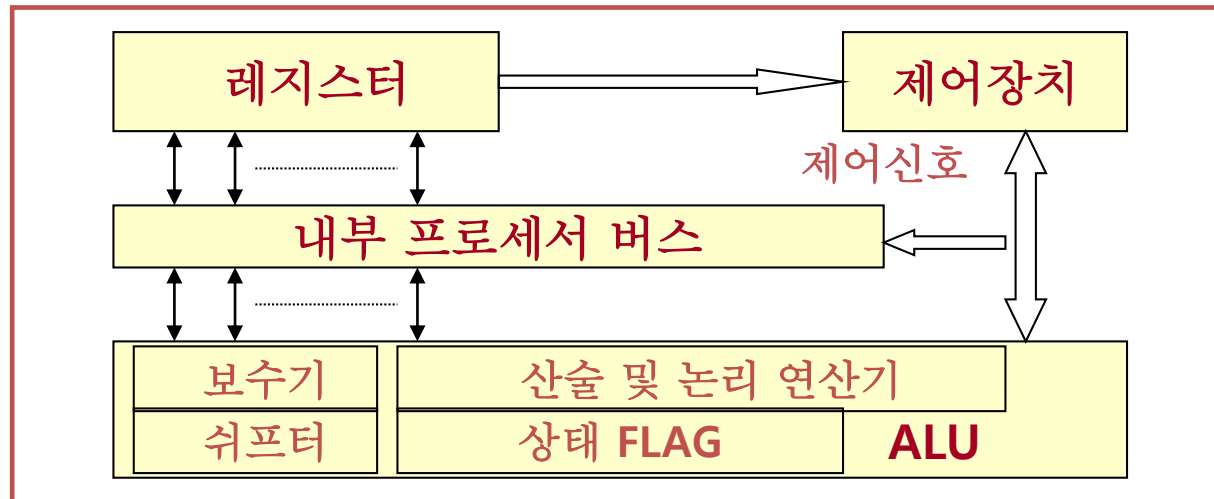 레지스터
제어장치
제어신호
내부 프로세서 버스
보수기
산술 및 논리 연산기
쉬프터
상태 FLAG
ALU